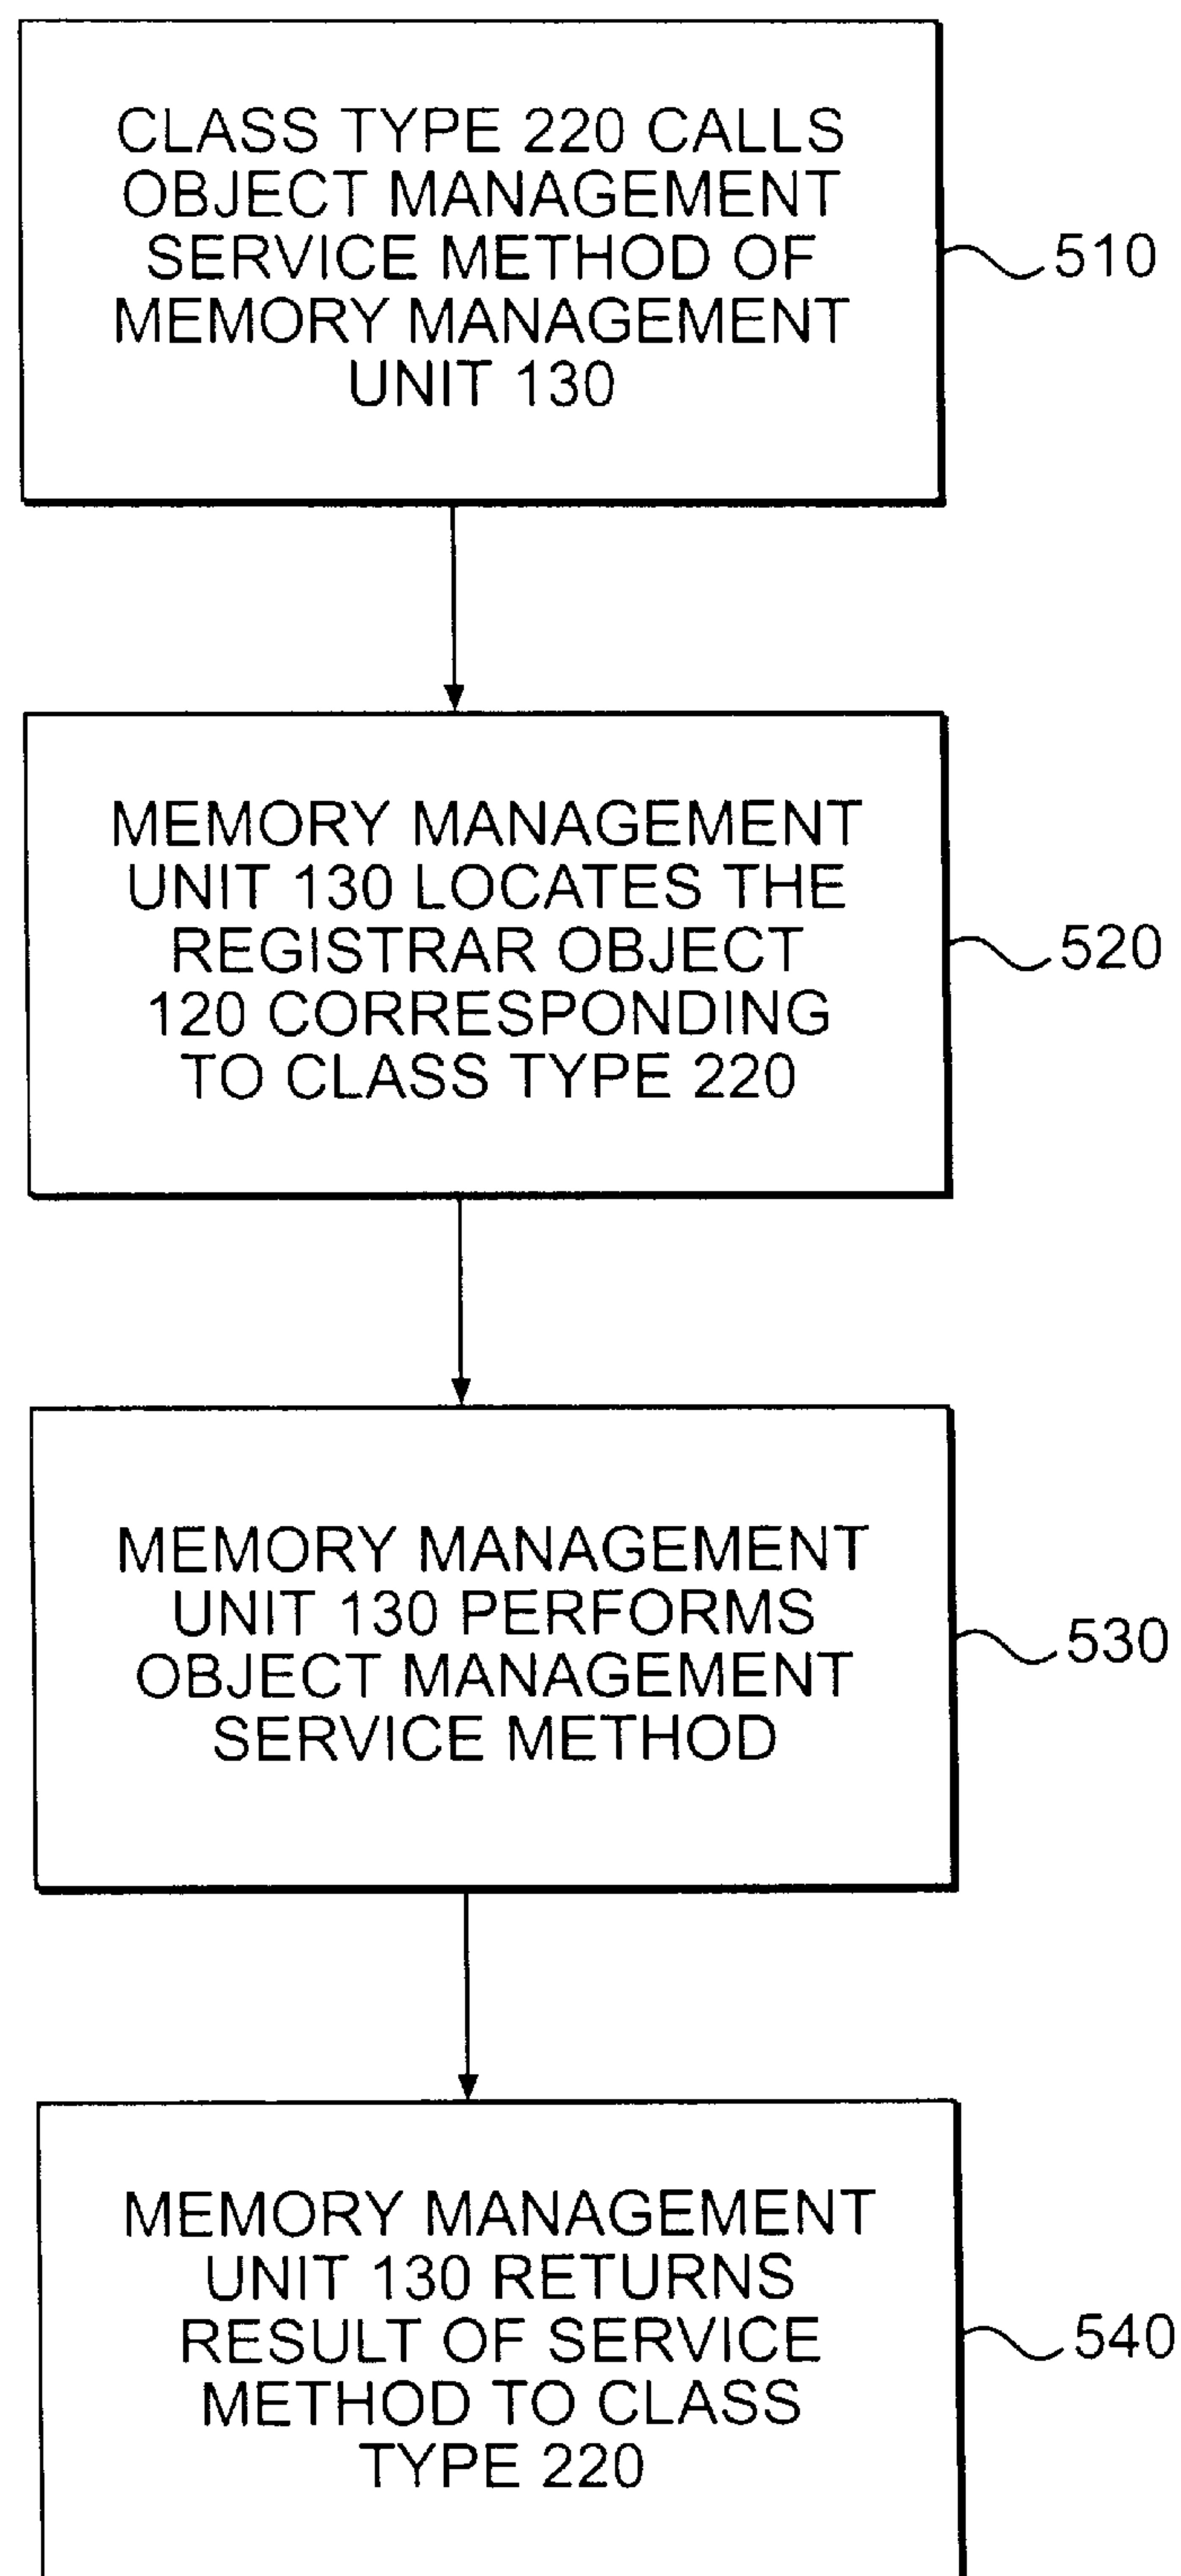 CLASS TYPE 220 CALLS
OBJECT MANAGEMENT
SERVICE METHOD OF
MEMORY MANAGEMENT
UNIT 130
510
MEMORY MANAGEMENT
UNIT 130 LOCATES THE
REGISTRAR OBJECT
120 CORRESPONDING
TO CLASS TYPE 220
520
MEMORY MANAGEMENT
UNIT 130 PERFORMS
OBJECT MANAGEMENT
SERVICE METHOD
530
MEMORY MANAGEMENT
UNIT 130 RETURNS
RESULT OF SERVICE
METHOD TO CLASS
TYPE 220
540